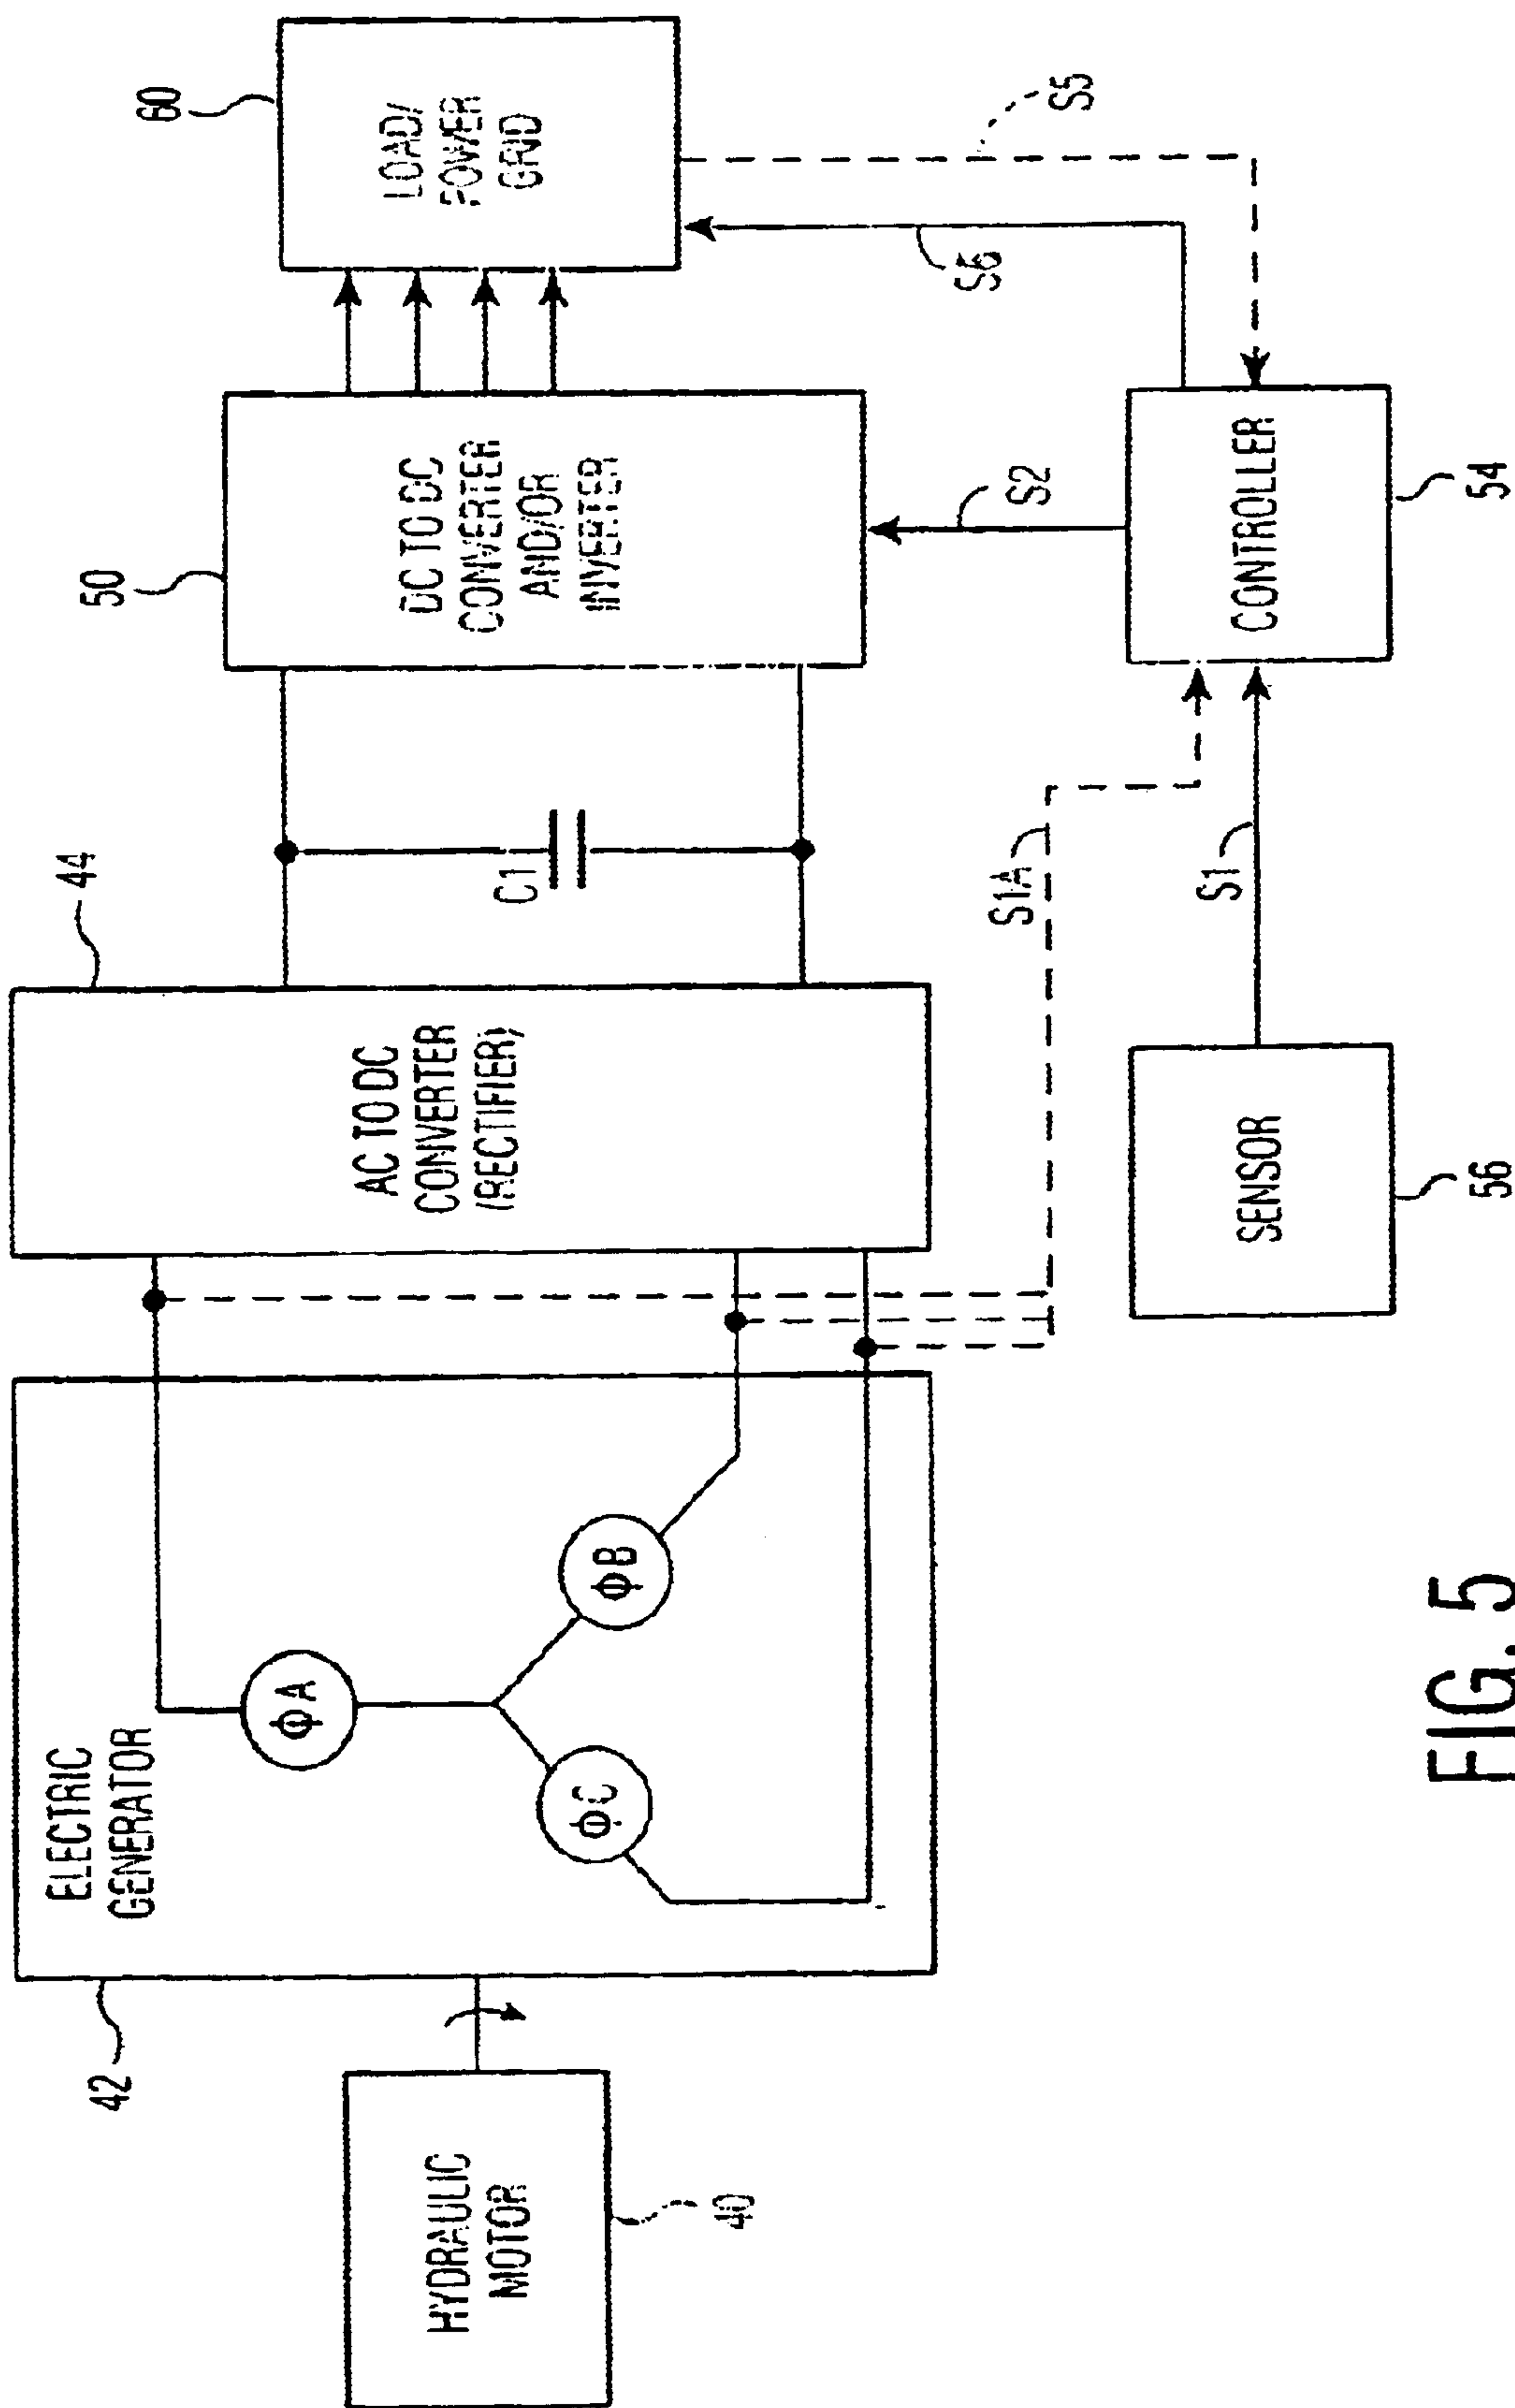 42
ELECTRIC
GENERATOR
ΦA
ΦB
ΦC
HYDRAULIC
MOTOR
40
44
AC TO DC
CONVERTER
(RECTIFIER)
C1
50
DC TO DC
CONVERTER
AND/OR
INVERTER
60
LOAD/
POWER
GRID
S5
S6
S2
S1A
S1
CONTROLLER
54
SENSOR
56
FIG. 5